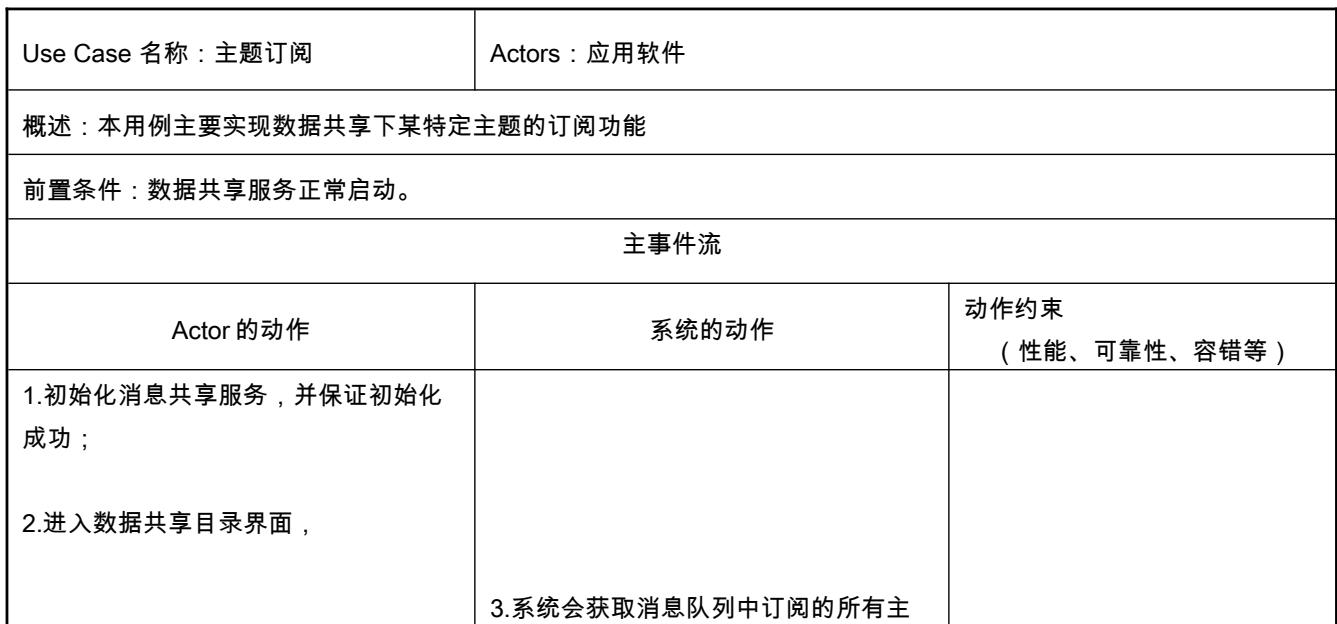 Use Case 名称：主题订阅
Actors：应用软件
概述：本用例主要实现数据共享下某特定主题的订阅功能
前置条件：数据共享服务正常启动。
主事件流
Actor 的动作
系统的动作
动作约束
（性能、可靠性、容错等）
1.初始化消息共享服务，并保证初始化
成功；
2.进入数据共享目录界面，
3.系统会获取消息队列中订阅的所有主